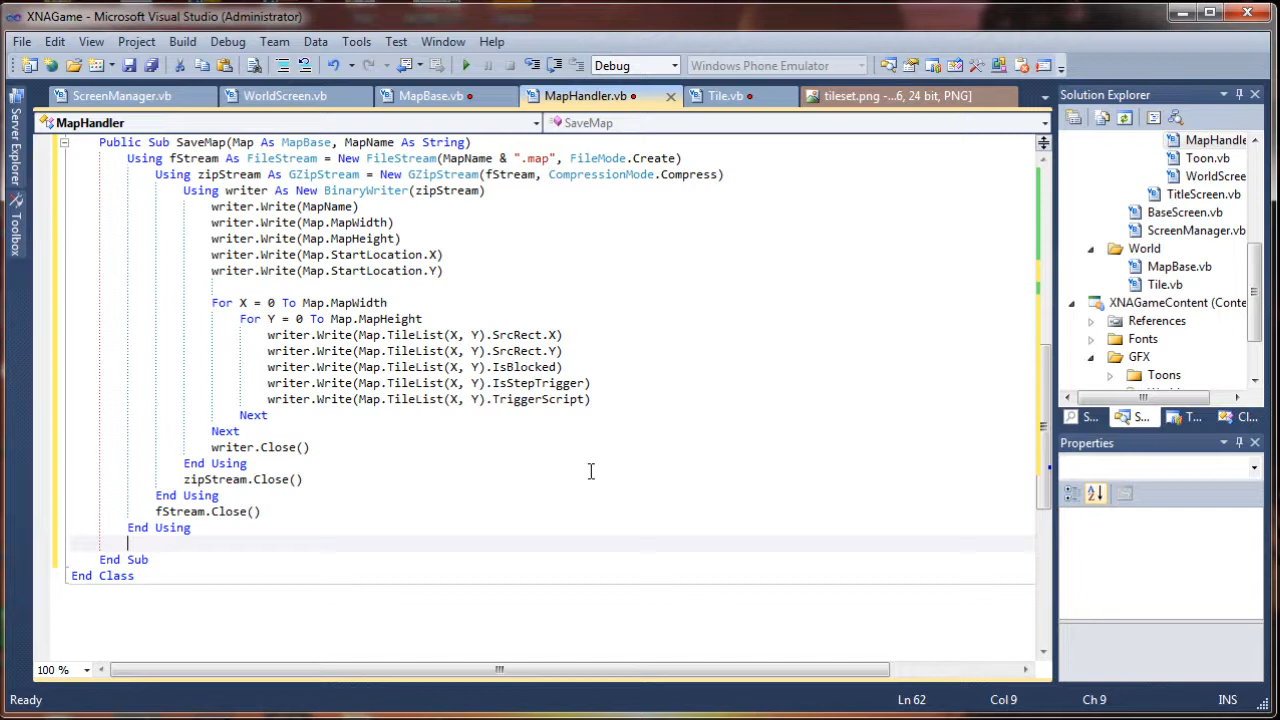 XNAGame - Microsoft Visual Studio (Administrator)
File Edit View Project Build Debug Team Data Tools Test Window Help
Debug Windows Phone Emulator
ScreenManager.vb WorldScreen.vb MapBase.vb MapHandler.vb Tile.vb tileset.png -...6, 24 bit, PNG]
MapHandler SaveMap
Public Sub SaveMap(Map As MapBase, MapName As String)
Using fStream As FileStream = New FileStream(MapName & ".map", FileMode.Create)
Using zipStream As GZipStream = New GZipStream(fStream, CompressionMode.Compress)
Using writer As New BinaryWriter(zipStream)
writer.Write(MapName)
writer.Write(Map.MapWidth)
writer.Write(Map.MapHeight)
writer.Write(Map.StartLocation.X)
writer.Write(Map.StartLocation.Y)
For X = 0 To Map.MapWidth
For Y = 0 To Map.MapHeight
writer.Write(Map.TileList(X, Y).SrcRect.X)
writer.Write(Map.TileList(X, Y).SrcRect.Y)
writer.Write(Map.TileList(X, Y).IsBlocked)
writer.Write(Map.TileList(X, Y).IsStepTrigger)
writer.Write(Map.TileList(X, Y).TriggerScript)
Next
Next
writer.Close()
End Using
zipStream.Close()
End Using
fStream.Close()
End Using
End Sub
End Class
100 %
Server Explorer
Toolbox
Solution Explorer
MapHandle
Toon.vb
WorldScree
TitleScreen.vb
BaseScreen.vb
ScreenManager.vb
World
MapBase.vb
Tile.vb
XNAGameContent (Conte
References
Fonts
GFX
Toons
S... S... T... Cl...
Properties
Ready Ln 62 Col 9 Ch 9 INS